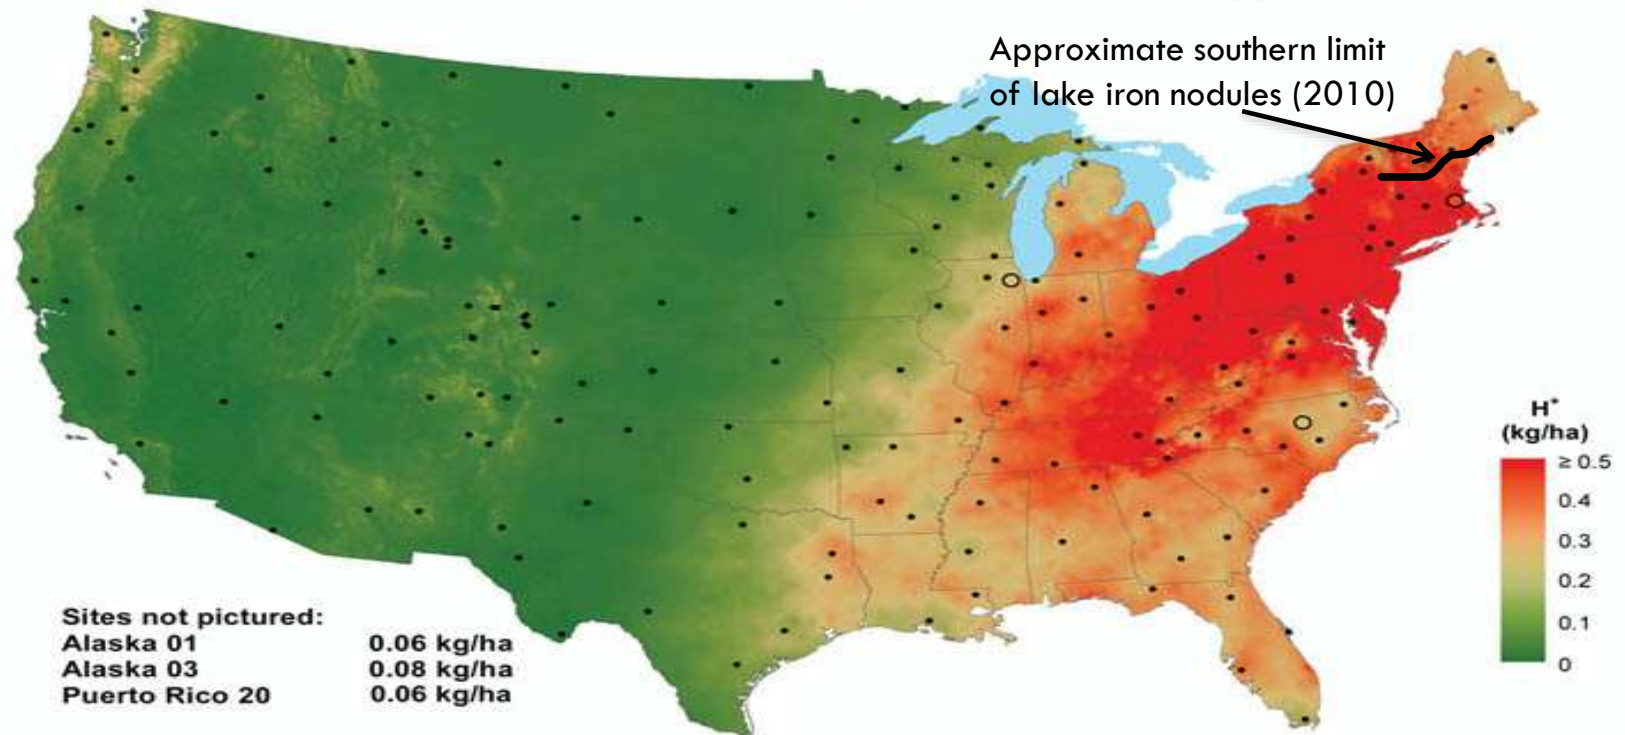 Approximate southern limit
of lake iron nodules (2010)
H⁺
(kg/ha)
≥ 0.5
0.4
0.3
0.2
0.1
0
Sites not pictured:
Alaska 01 0.06 kg/ha
Alaska 03 0.08 kg/ha
Puerto Rico 20 0.06 kg/ha